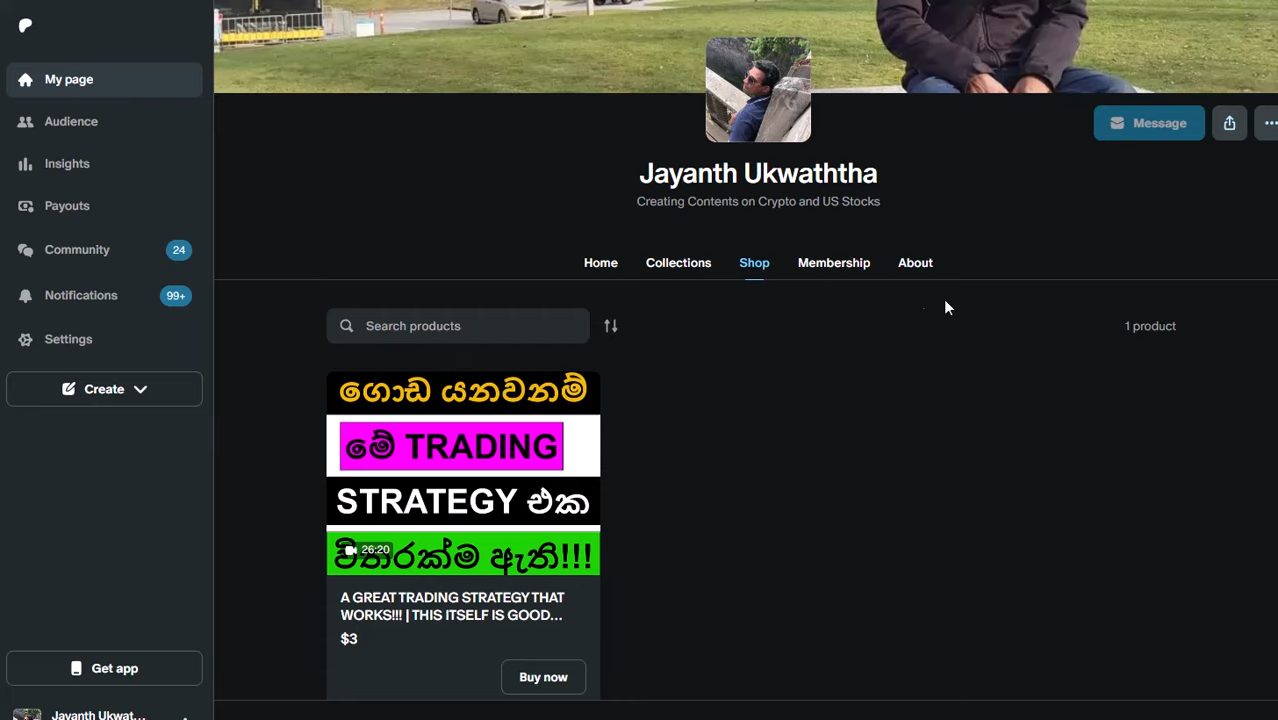 My page
Audience
Insights
Payouts
Community
24
Notifications
99+
Settings
Create
Get app
Jayanth Ukwat...
Message
Jayanth Ukwaththa
Creating Contents on Crypto and US Stocks
Home
Collections
Shop
Membership
About
Search products
1 product
ගොඩ යනවනම්
මේ TRADING
STRATEGY එක
විතරක්ම ඇති!!!
26:20
A GREAT TRADING STRATEGY THAT
WORKS!!! | THIS ITSELF IS GOOD...
$3
Buy now